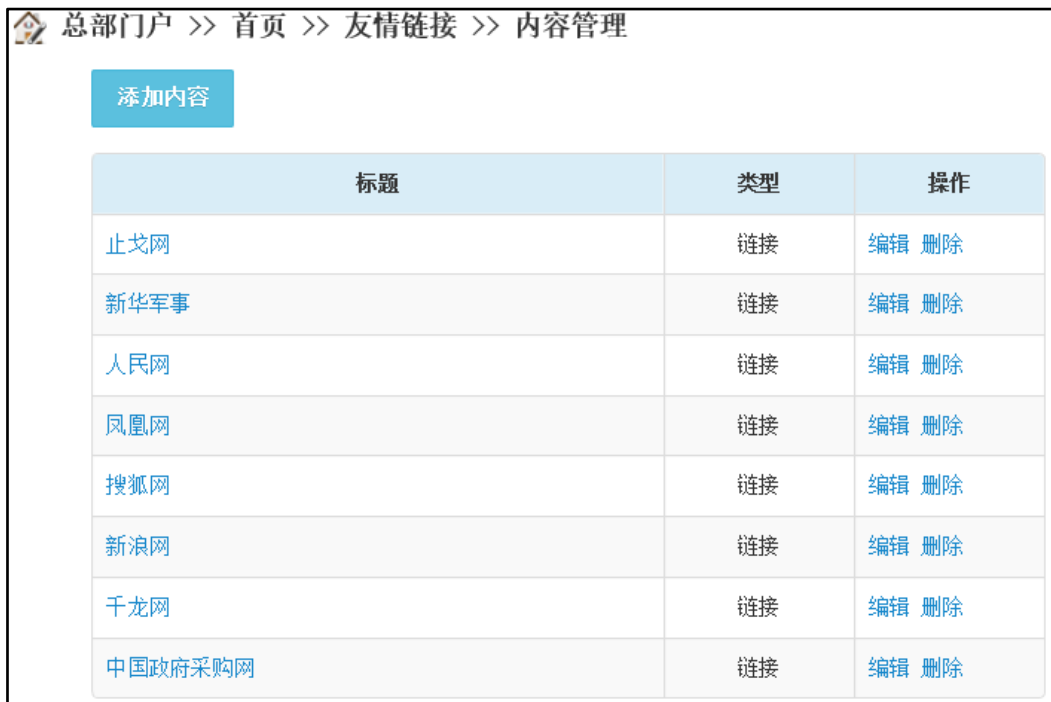 总部门户 >> 首页 >> 友情链接 >> 内容管理
添加内容
标题 类型 操作
止戈网 链接 编辑 删除
新华军事 链接 编辑 删除
人民网 链接 编辑 删除
凤凰网 链接 编辑 删除
搜狐网 链接 编辑 删除
新浪网 链接 编辑 删除
千龙网 链接 编辑 删除
中国政府采购网 链接 编辑 删除